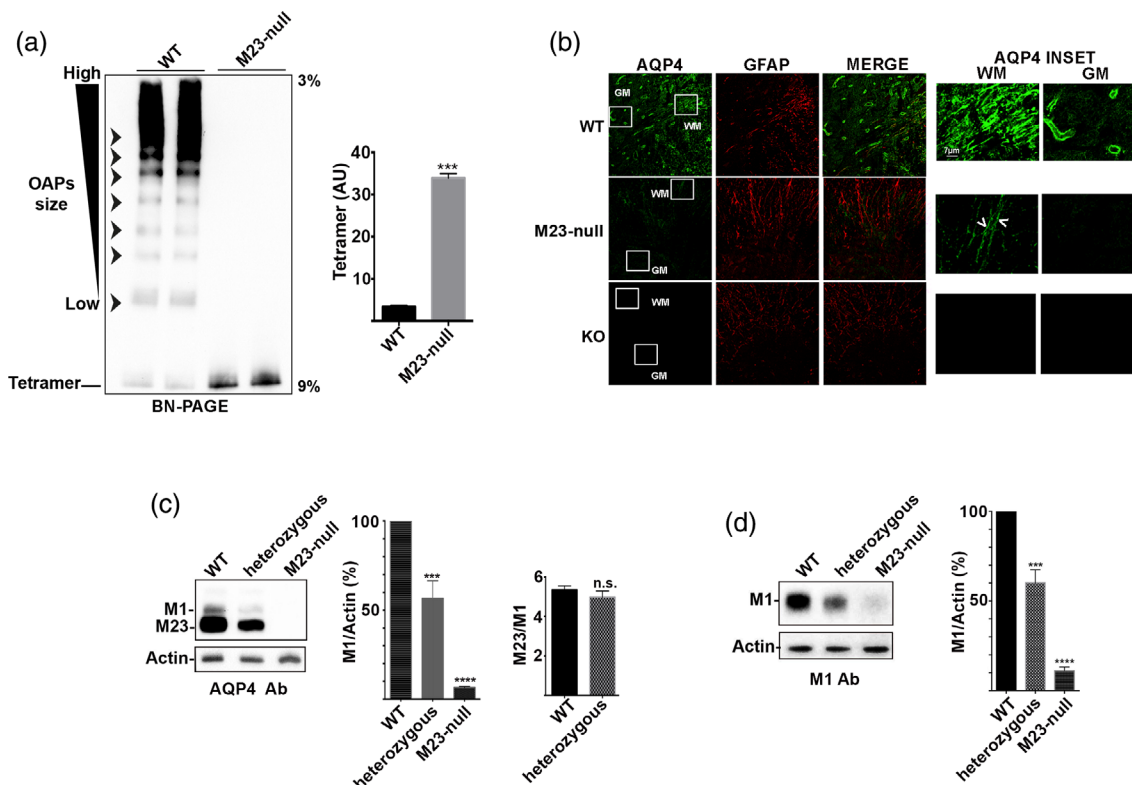 (a)
WT
M23-null
High
3%
OAPs
size
Low
Tetramer
9%
BN-PAGE
Tetramer (AU)
40
30
20
10
***
WT
M23-null
(b)
AQP4
GFAP
MERGE
AQP4 INSET
WM
GM
WT
GM
WM
7µm
M23-null
WM
GM
KO
WM
GM
(c)
WT
heterozygous
M23-null
M1
M23
Actin
AQP4 Ab
M1/Actin (%)
100
50
***
****
WT
heterozygous
M23-null
M23/M1
6
4
2
n.s.
WT
heterozygous
(d)
WT
heterozygous
M23-null
M1
Actin
M1 Ab
M1/Actin (%)
100
50
***
****
WT
heterozygous
M23-null